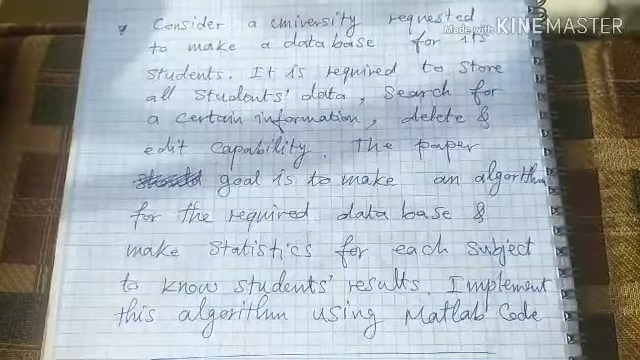 Consider a university requested
Made with KINEMASTER
to make a database for its
students. It is required to store
all students' data, search for
a certain information, delete &
edit capability. The paper
goal is to make an algorithm
for the required database &
make statistics for each subject
to know students' results. Implement
this algorithm using Matlab Code